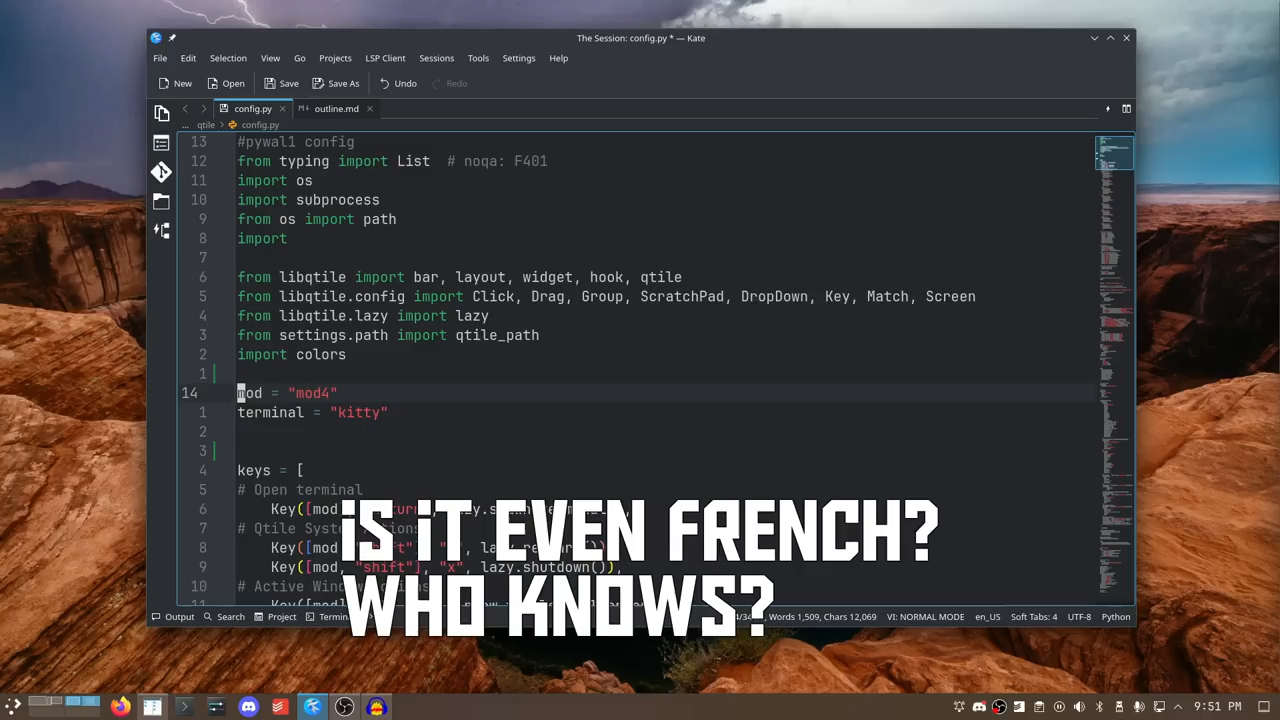 The Session: config.py * — Kate
File Edit Selection View Go Projects LSP Client Sessions Tools Settings Help
New Open Save Save As Undo Redo
config.py outline.md
... qtile > config.py
13 #pywal1 config
12 from typing import List # noqa: F401
11 import os
10 import subprocess
9 from os import path
8 import
7
6 from libqtile import bar, layout, widget, hook, qtile
5 from libqtile.config import Click, Drag, Group, ScratchPad, DropDown, Key, Match, Screen
4 from libqtile.lazy import lazy
3 from settings.path import qtile_path
2 import colors
1
14 mod = "mod4"
1 terminal = "kitty"
2
3
4 keys = [
5 # Open terminal
6 Key([mod
7 # Qtile System
8 Key([mod
9 Key([mod, "shift"], "x", lazy.shutdown()),
10 # Active Window
IS IT EVEN FRENCH?
WHO KNOWS?
Output Search Project Words 1,509, Chars 12,069 VI: NORMAL MODE en_US Soft Tabs: 4 UTF-8 Python
9:51 PM